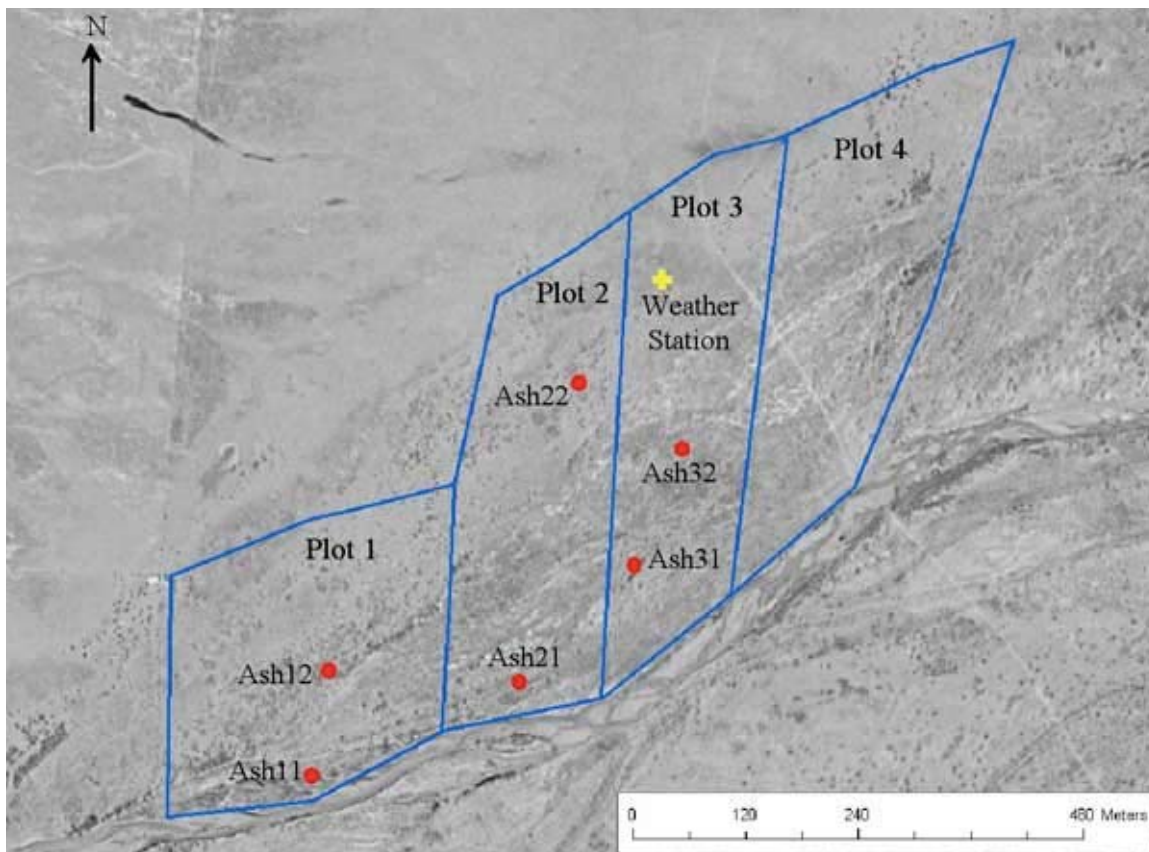 N
Plot 4
Plot 3
Plot 2
Weather
Station
Ash22
Ash32
Plot 1
Ash31
Ash21
Ash12
Ash11
0 120 240 480 Meters